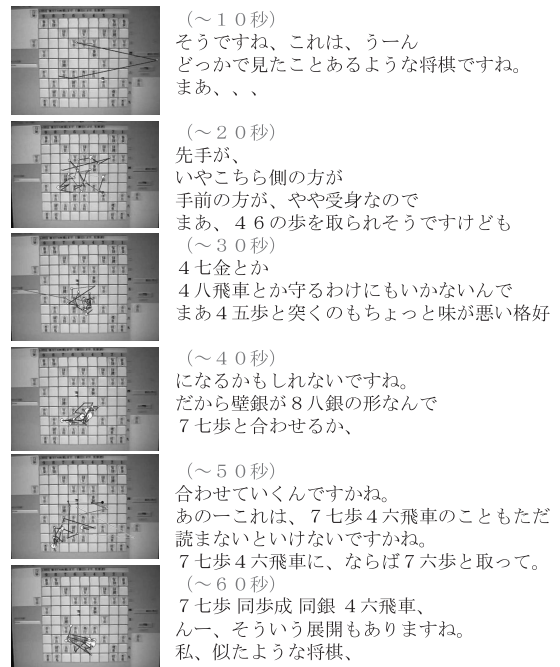 （～１０秒）
そうですね、これは、うーん
どっかで見たことあるような将棋ですね。
まあ、、、
（～２０秒）
先手が、
いやこちら側の方が
手前の方が、やや受身なので
まあ、４６の歩を取られそうですけども
（～３０秒）
４七金とか
４八飛車とか守るわけにもいかないんで
まあ４五歩と突くのもちょっと味が悪い格好
（～４０秒）
になるかもしれないですね。
だから壁銀が８八銀の形なんで
７七歩と合わせるか、
（～５０秒）
合わせていくんですかね。
あのーこれは、７七歩４六飛車のこともただ
読まないといけないですかね。
７七歩４六飛車に、ならば７六歩と取って。
（～６０秒）
７七歩 同歩成 同銀 ４六飛車、
んー、そういう展開もありますね。
私、似たような将棋、